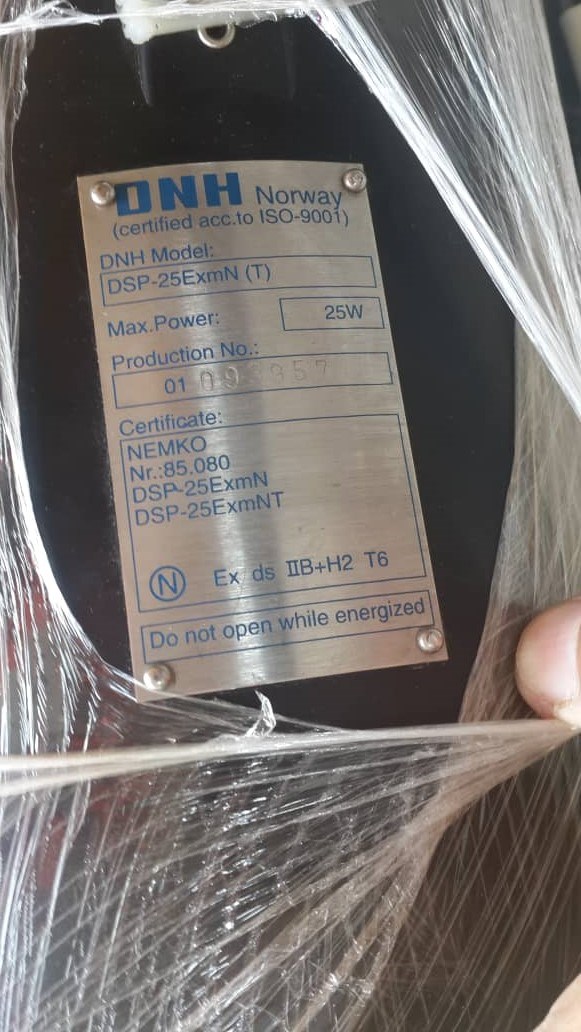 DNH Norway
(certified acc.to ISO-9001)
DNH Model:
DSP-25ExmN (T)
Max.Power: 25W
Production No.:
01
Certificate:
NEMKO
Nr.:85.080
DSP-25ExmN
DSP-25ExmNT
N Ex ds IIB+H2 T6
Do not open while energized